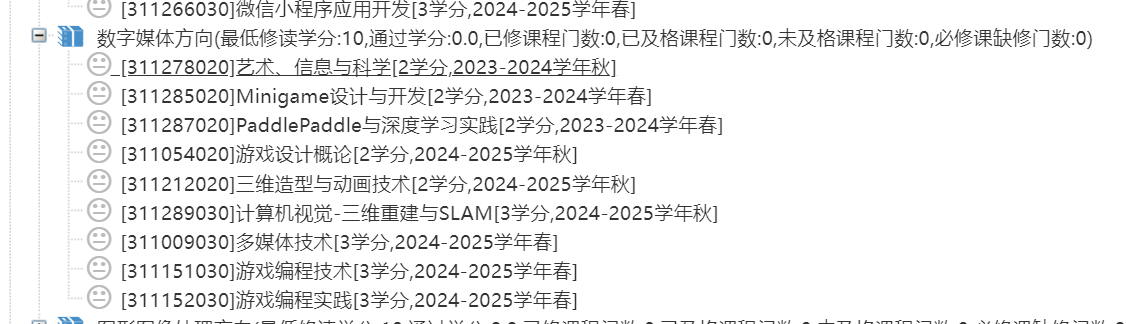 [311266030]微信小程序应用开发[3学分,2024-2025学年春]
数字媒体方向(最低修读学分:10,通过学分:0.0,已修课程门数:0,已及格课程门数:0,未及格课程门数:0,必修课缺修门数:0)
[311278020]艺术、信息与科学[2学分,2023-2024学年秋]
[311285020]Minigame设计与开发[2学分,2023-2024学年春]
[311287020]PaddlePaddle与深度学习实践[2学分,2023-2024学年春]
[311054020]游戏设计概论[2学分,2024-2025学年秋]
[311212020]三维造型与动画技术[2学分,2024-2025学年秋]
[311289030]计算机视觉-三维重建与SLAM[3学分,2024-2025学年秋]
[311009030]多媒体技术[3学分,2024-2025学年春]
[311151030]游戏编程技术[3学分,2024-2025学年春]
[311152030]游戏编程实践[3学分,2024-2025学年春]